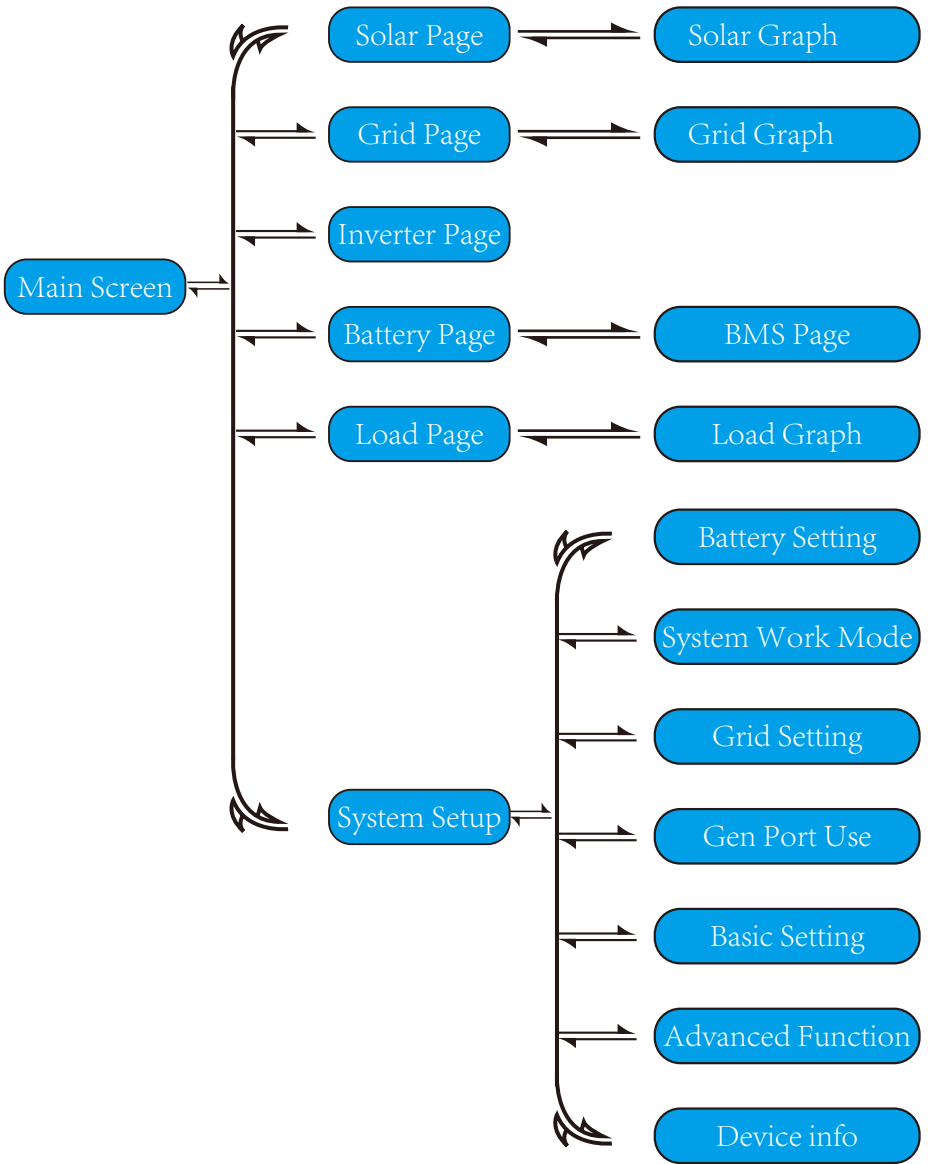 Solar Page
Solar Graph
Grid Page
Grid Graph
Inverter Page
Main Screen
Battery Page
BMS Page
Load Page
Load Graph
Battery Setting
System Work Mode
Grid Setting
System Setup
Gen Port Use
Basic Setting
Advanced Function
Device info